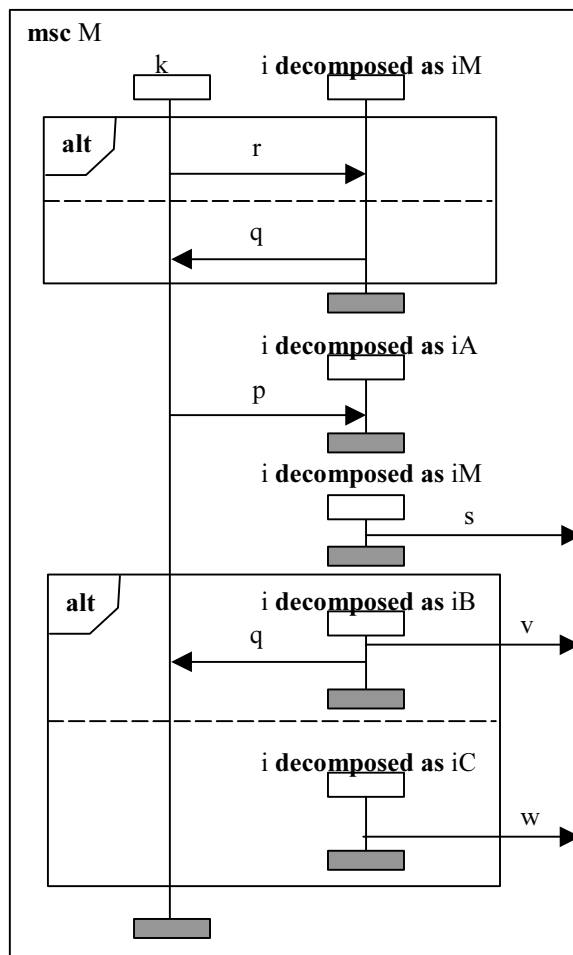 msc M
k
i decomposed as iM
alt
r
q
i decomposed as iA
p
i decomposed as iM
s
alt
i decomposed as iB
v
q
i decomposed as iC
w